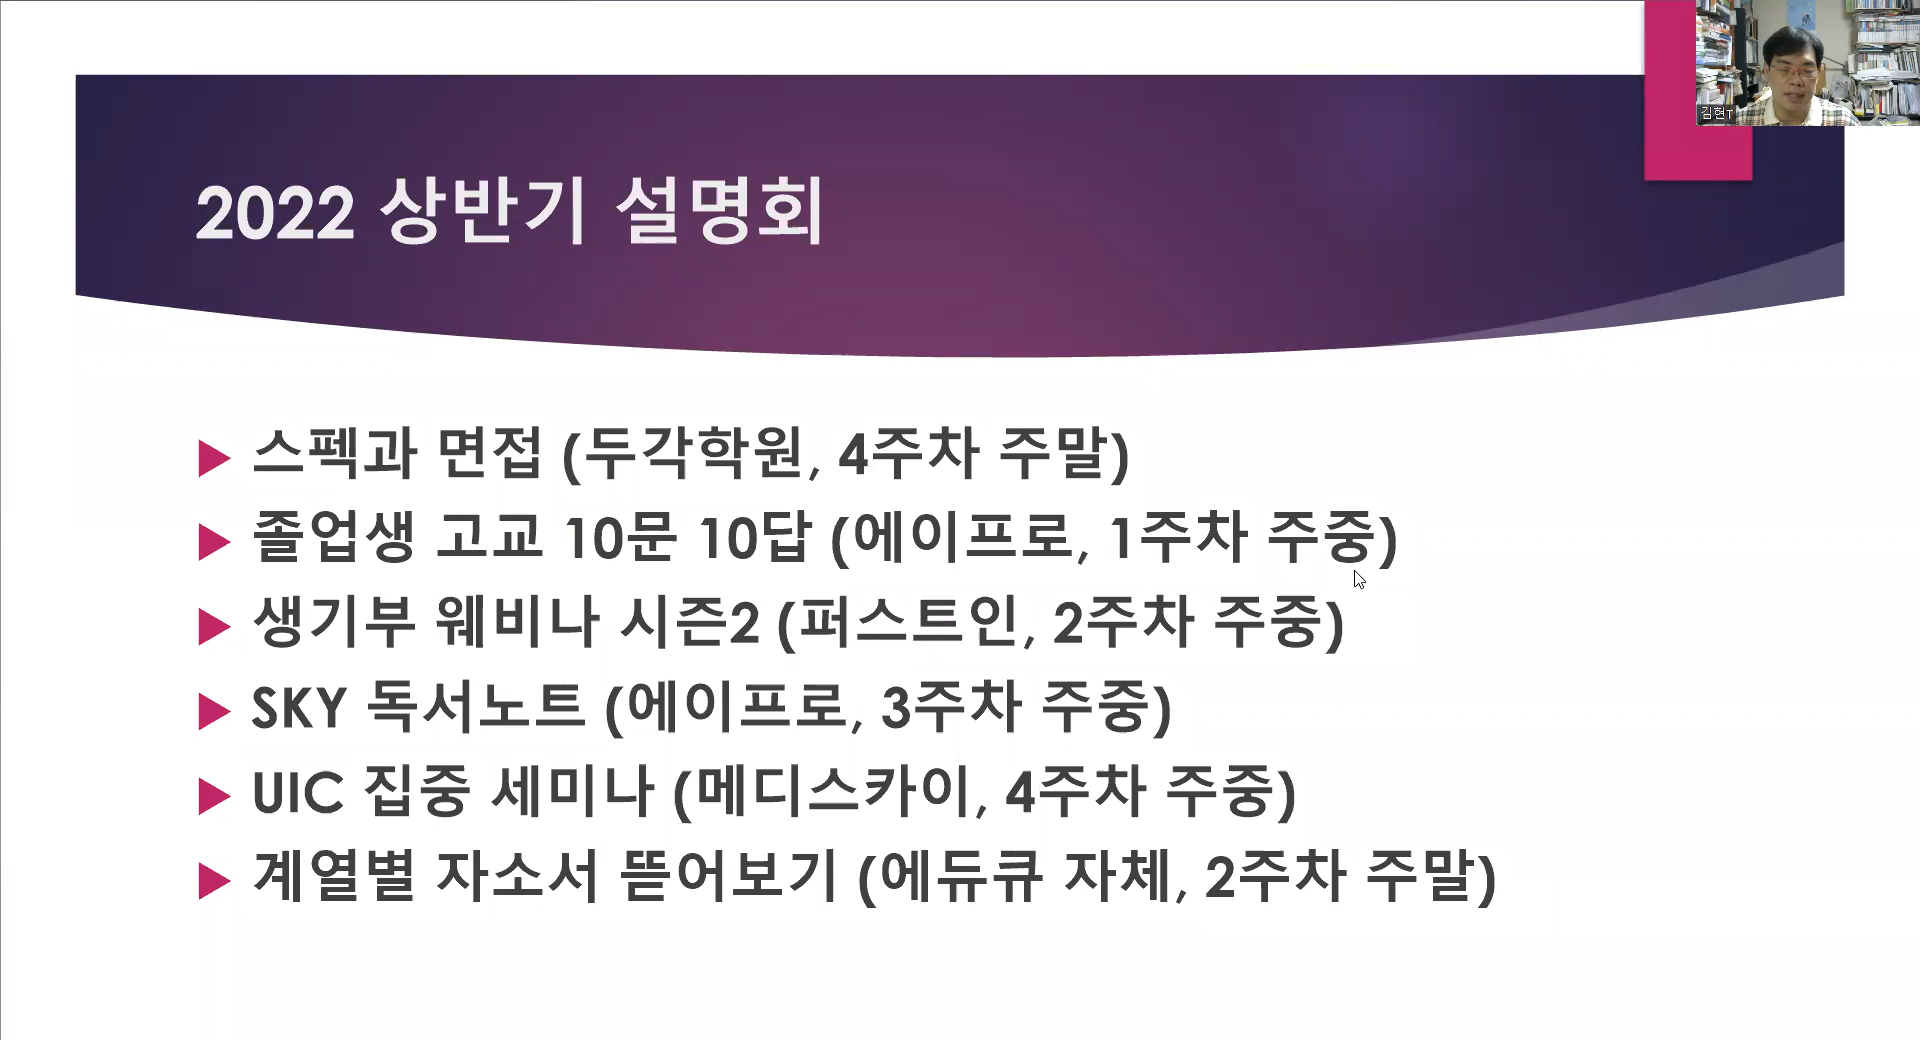 김현T
2022 상반기 설명회
스펙과 면접 (두각학원, 4주차 주말)
졸업생 고교 10문 10답 (에이프로, 1주차 주중)
생기부 웨비나 시즌2 (퍼스트인, 2주차 주중)
SKY 독서노트 (에이프로, 3주차 주중)
UIC 집중 세미나 (메디스카이, 4주차 주중)
계열별 자소서 뜯어보기 (에듀큐 자체, 2주차 주말)